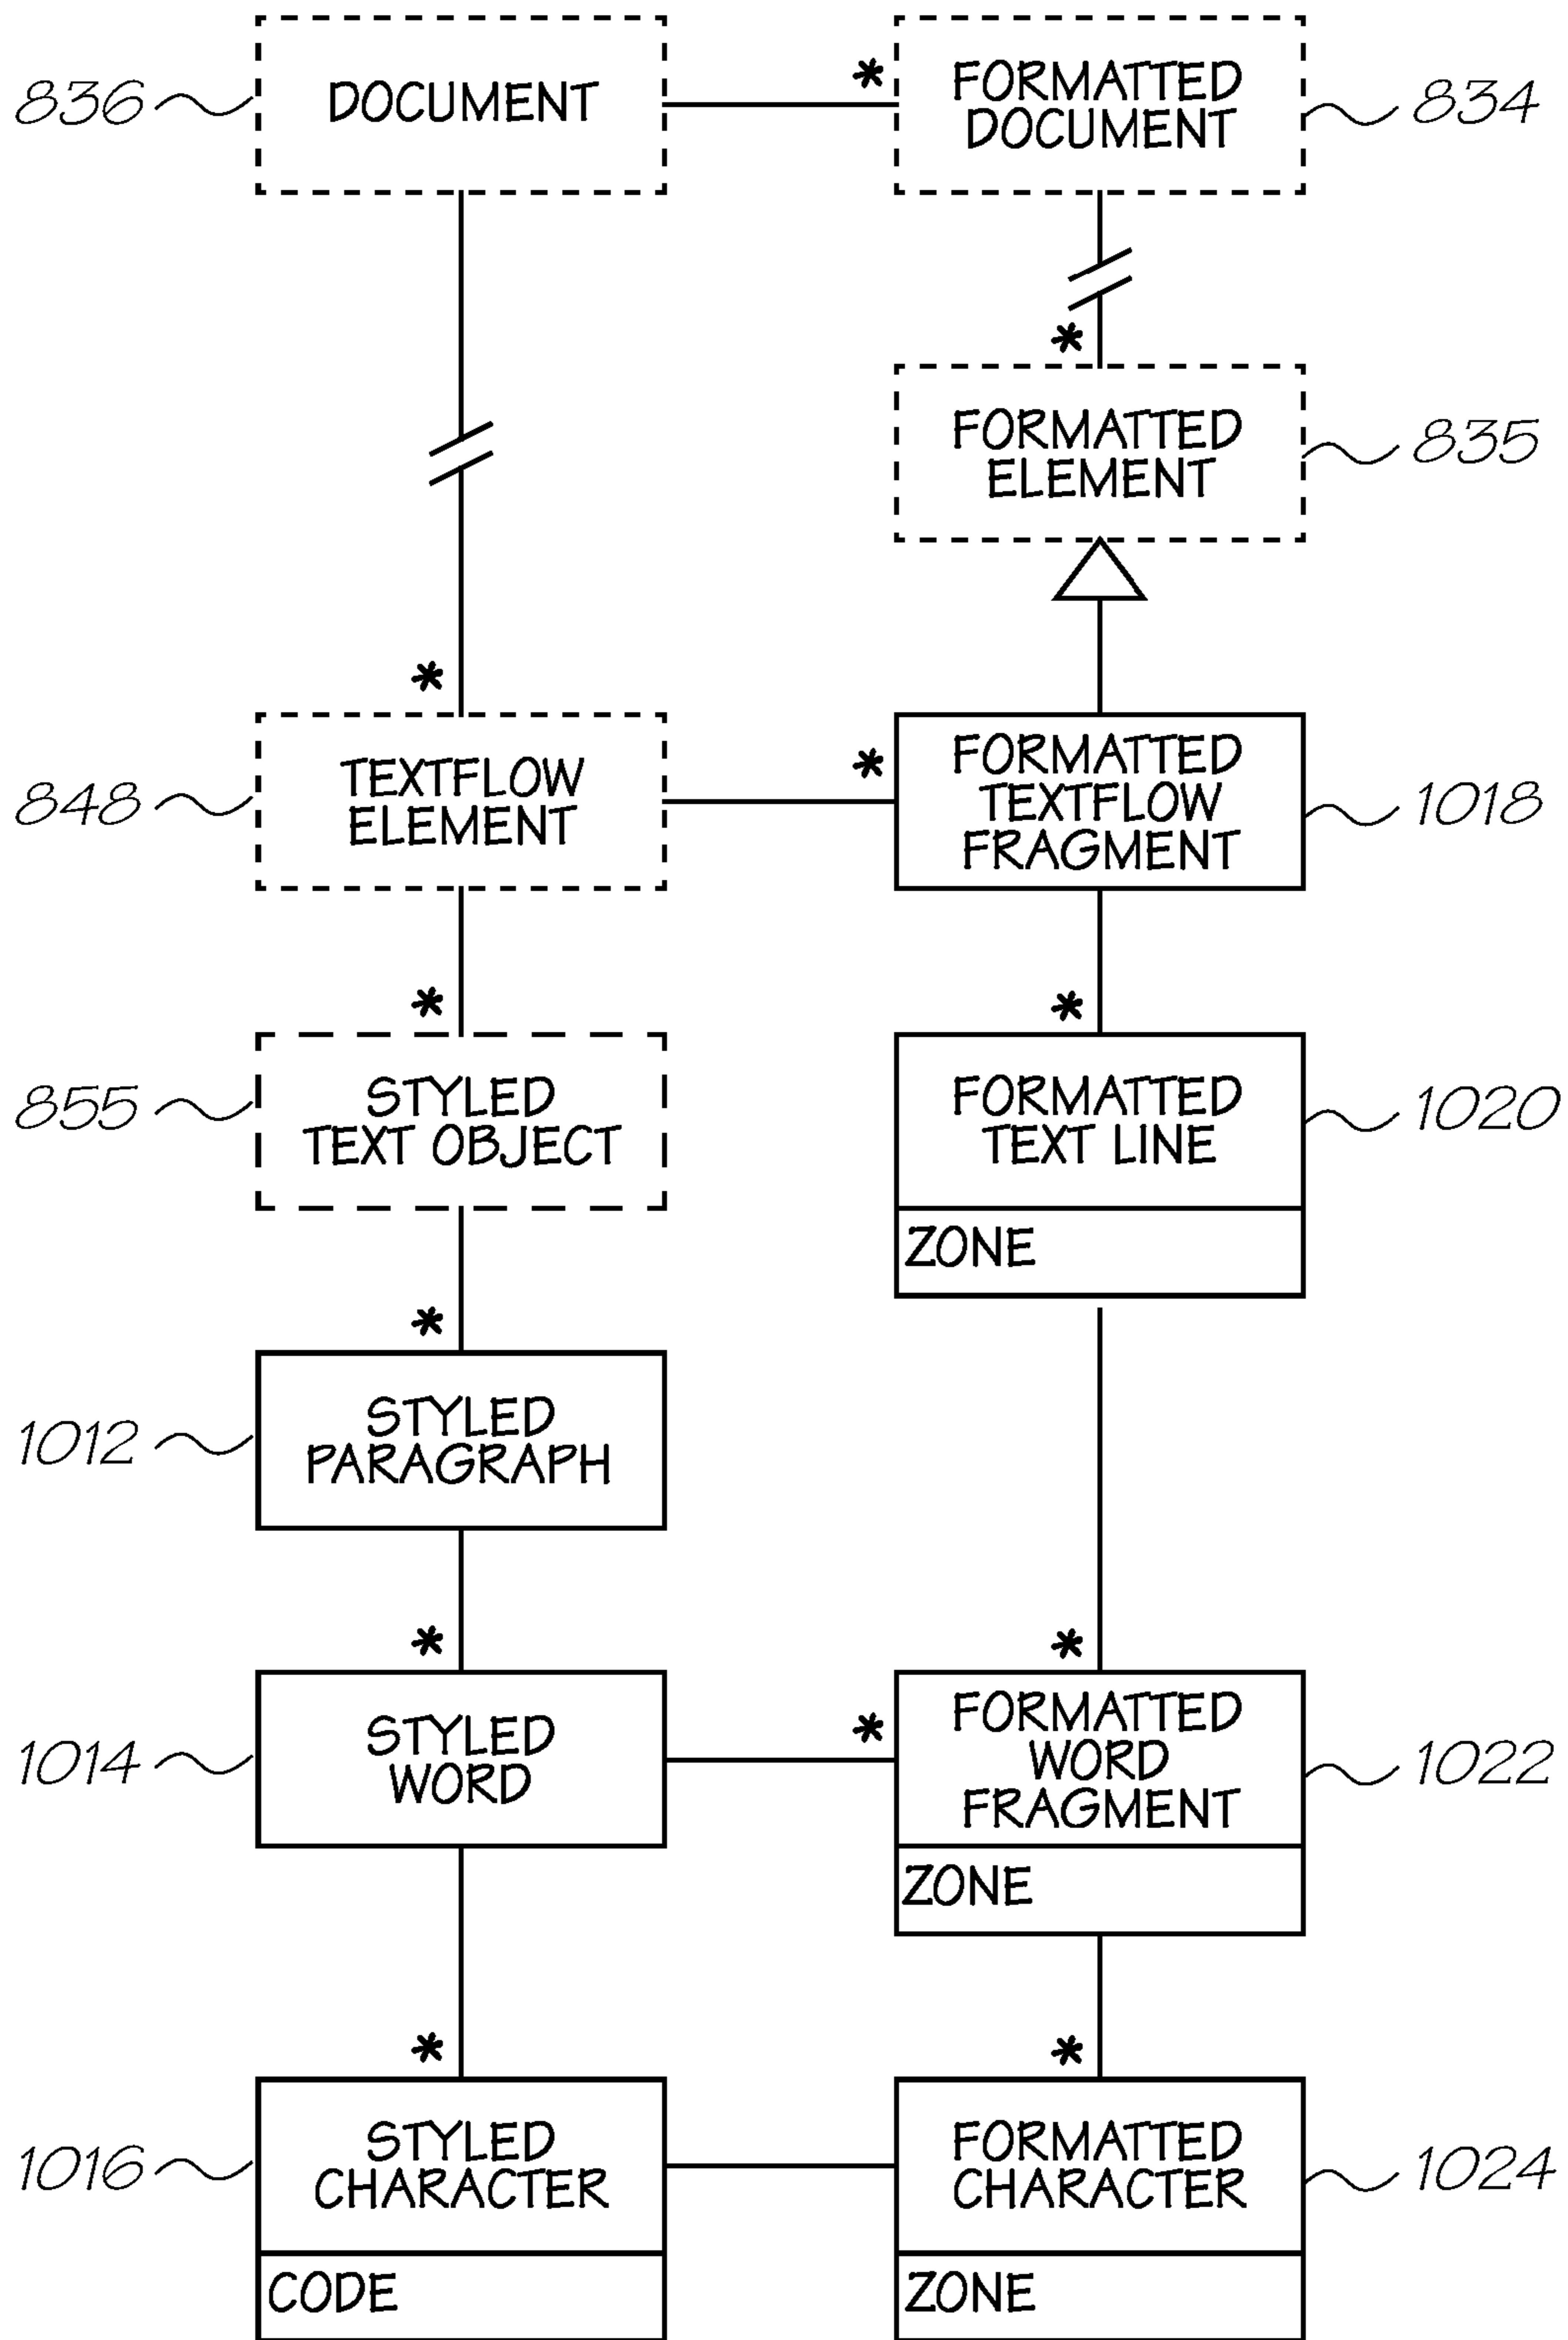 836
DOCUMENT
*
FORMATTED
DOCUMENT
834
*
FORMATTED
ELEMENT
835
*
848
TEXTFLOW
ELEMENT
*
FORMATTED
TEXTFLOW
FRAGMENT
1018
*
855
STYLED
TEXT OBJECT
*
FORMATTED
TEXT LINE
1020
ZONE
*
1012
STYLED
PARAGRAPH
*
1014
STYLED
WORD
*
*
FORMATTED
WORD
FRAGMENT
1022
ZONE
*
1016
STYLED
CHARACTER
CODE
*
FORMATTED
CHARACTER
1024
ZONE